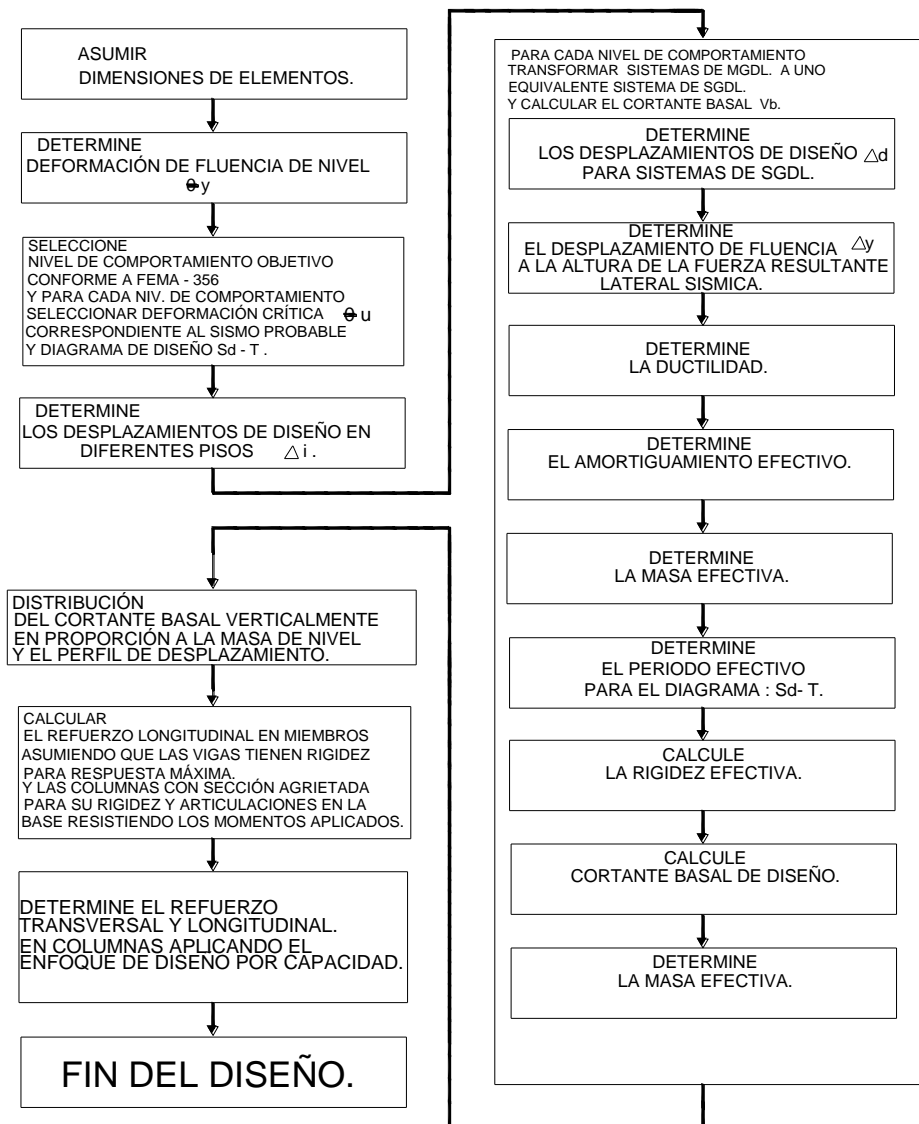 ASUMIR
DIMENSIONES DE ELEMENTOS.
DETERMINE
DEFORMACIÓN DE FLUENCIA DE NIVEL
θy
SELECCIONE
NIVEL DE COMPORTAMIENTO OBJETIVO
CONFORME A FEMA - 356
Y PARA CADA NIV. DE COMPORTAMIENTO
SELECCIONAR DEFORMACIÓN CRÍTICA θu
CORRESPONDIENTE AL SISMO PROBABLE
Y DIAGRAMA DE DISEÑO Sd - T .
DETERMINE
LOS DESPLAZAMIENTOS DE DISEÑO EN
DIFERENTES PISOS △i .
PARA CADA NIVEL DE COMPORTAMIENTO
TRANSFORMAR SISTEMAS DE MGDL. A UNO
EQUIVALENTE SISTEMA DE SGDL.
Y CALCULAR EL CORTANTE BASAL Vb.
DETERMINE
LOS DESPLAZAMIENTOS DE DISEÑO △d
PARA SISTEMAS DE SGDL.
DETERMINE
EL DESPLAZAMIENTO DE FLUENCIA △y
A LA ALTURA DE LA FUERZA RESULTANTE
LATERAL SISMICA.
DETERMINE
LA DUCTILIDAD.
DETERMINE
EL AMORTIGUAMIENTO EFECTIVO.
DETERMINE
LA MASA EFECTIVA.
DETERMINE
EL PERIODO EFECTIVO
PARA EL DIAGRAMA : Sd- T.
CALCULE
LA RIGIDEZ EFECTIVA.
CALCULE
CORTANTE BASAL DE DISEÑO.
DETERMINE
LA MASA EFECTIVA.
DISTRIBUCIÓN
DEL CORTANTE BASAL VERTICALMENTE
EN PROPORCIÓN A LA MASA DE NIVEL
Y EL PERFIL DE DESPLAZAMIENTO.
CALCULAR
EL REFUERZO LONGITUDINAL EN MIEMBROS
ASUMIENDO QUE LAS VIGAS TIENEN RIGIDEZ
PARA RESPUESTA MÁXIMA.
Y LAS COLUMNAS CON SECCIÓN AGRIETADA
PARA SU RIGIDEZ Y ARTICULACIONES EN LA
BASE RESISTIENDO LOS MOMENTOS APLICADOS.
DETERMINE EL REFUERZO
TRANSVERSAL Y LONGITUDINAL.
EN COLUMNAS APLICANDO EL
ENFOQUE DE DISEÑO POR CAPACIDAD.
FIN DEL DISEÑO.